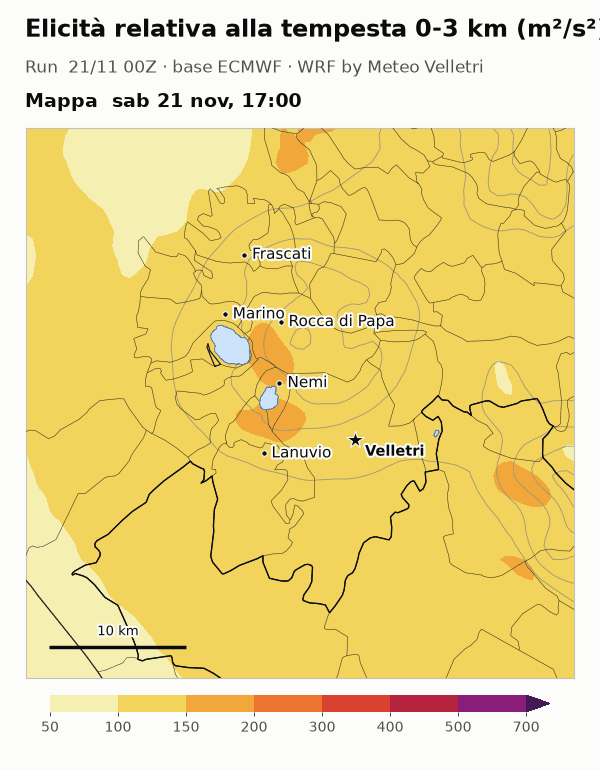 Elicità relativa alla tempesta 0-3 km (m²/s²)
Run 21/11 00Z · base ECMWF · WRF by Meteo Velletri
Mappa sab 21 nov, 17:00
Frascati
Marino
Rocca di Papa
Nemi
Velletri
Lanuvio
10 km
50 100 150 200 300 400 500 700